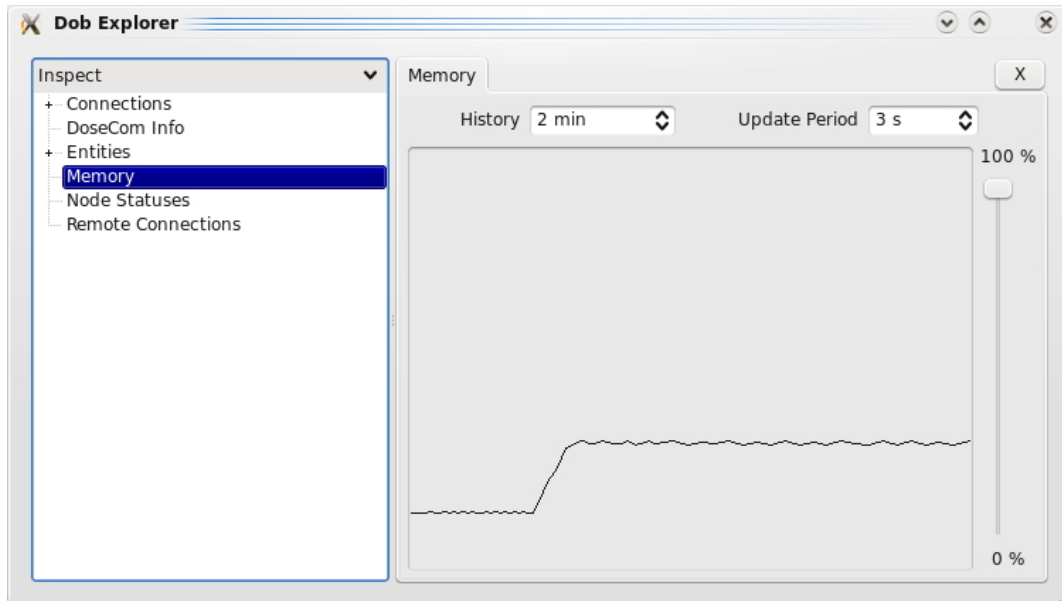 Dob Explorer
Inspect
Connections
DoseCom Info
Entities
Memory
Node Statuses
Remote Connections
Memory
X
History 2 min Update Period 3 s
100 %
0 %